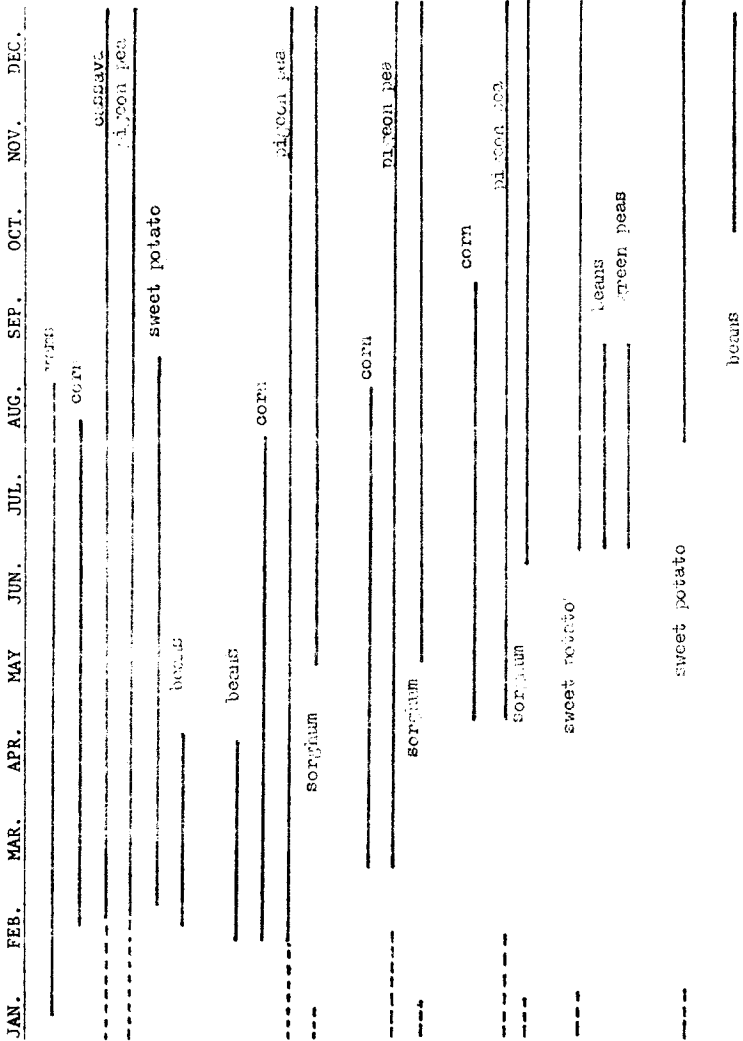 JAN. FEB. MAR. APR. MAY JUN. JUL. AUG. SEP. OCT. NOV. DEC.
corn
cassava
pigeon pea
sweet potato
beans
beans
corn
pigeon pea
sorghum
corn
pigeon pea
sorghum
corn
pigeon pea
sorghum
sweet potato
beans
green peas
sweet potato
beans